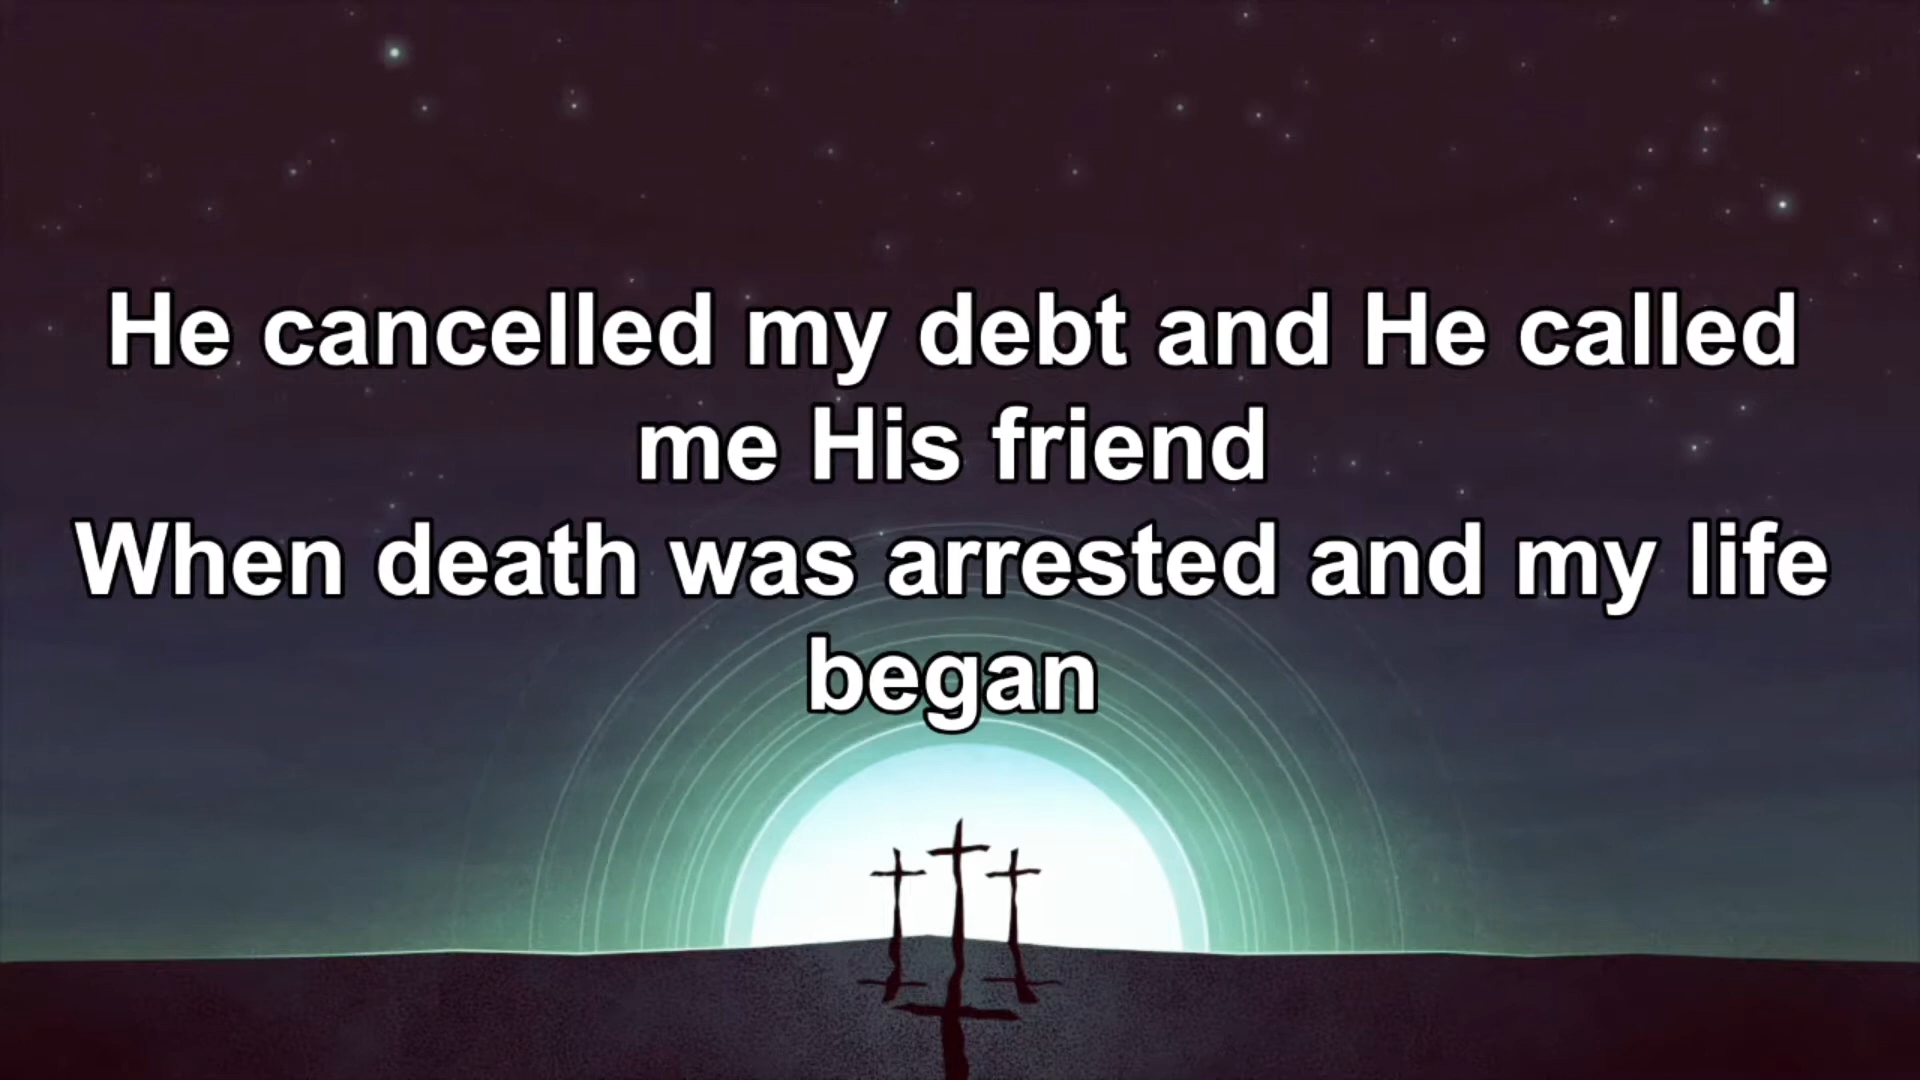 He cancelled my debt and He called
me His friend
When death was arrested and my life
began